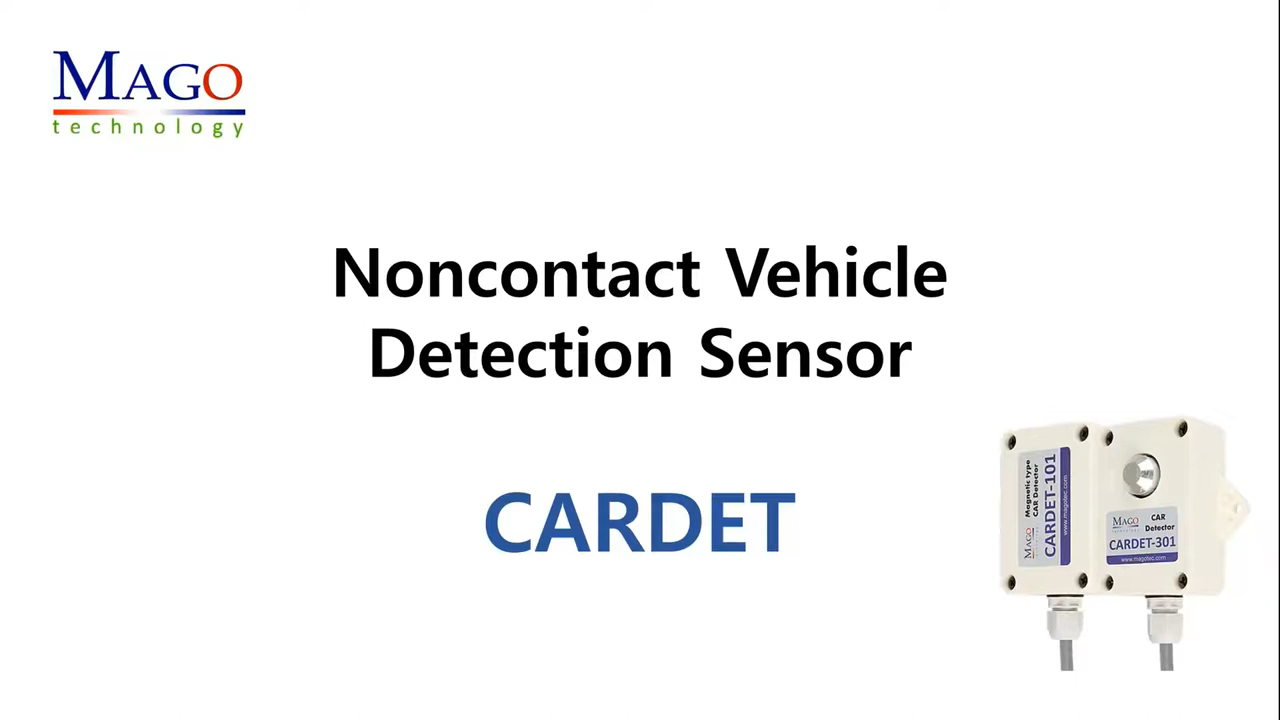 MAGO
technology
Noncontact Vehicle
Detection Sensor
CARDET
MAGO
Magnetic type
CAR Detector
CARDET-101
www.magotec.com
MAGO
CAR
Detector
CARDET-301
www.magotec.com